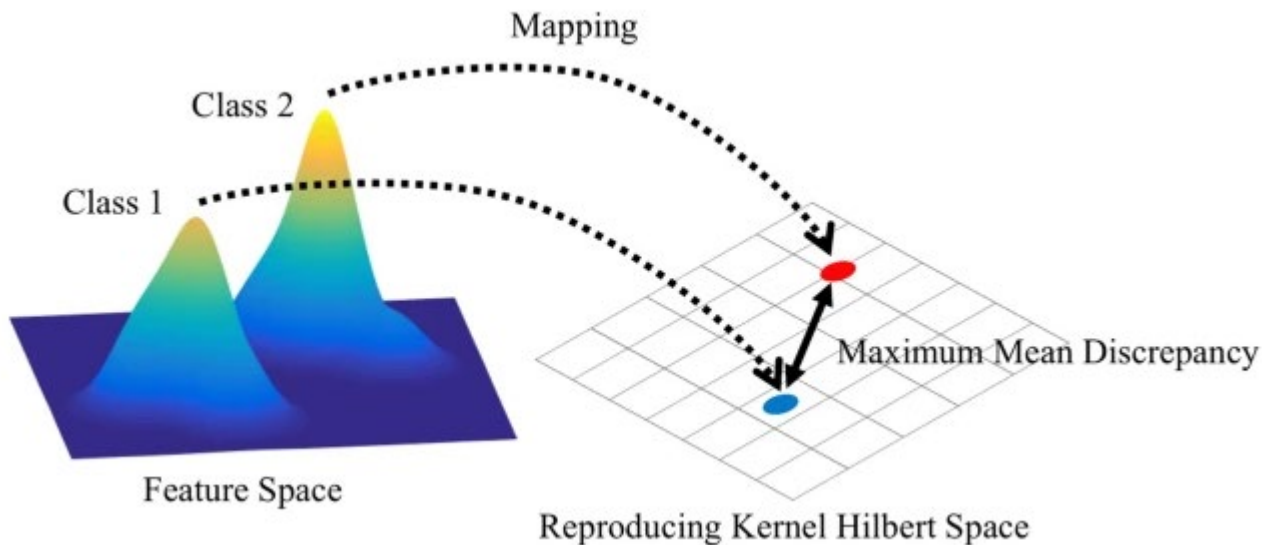 Mapping
Class 2
Class 1
Maximum Mean Discrepancy
Feature Space
Reproducing Kernel Hilbert Space